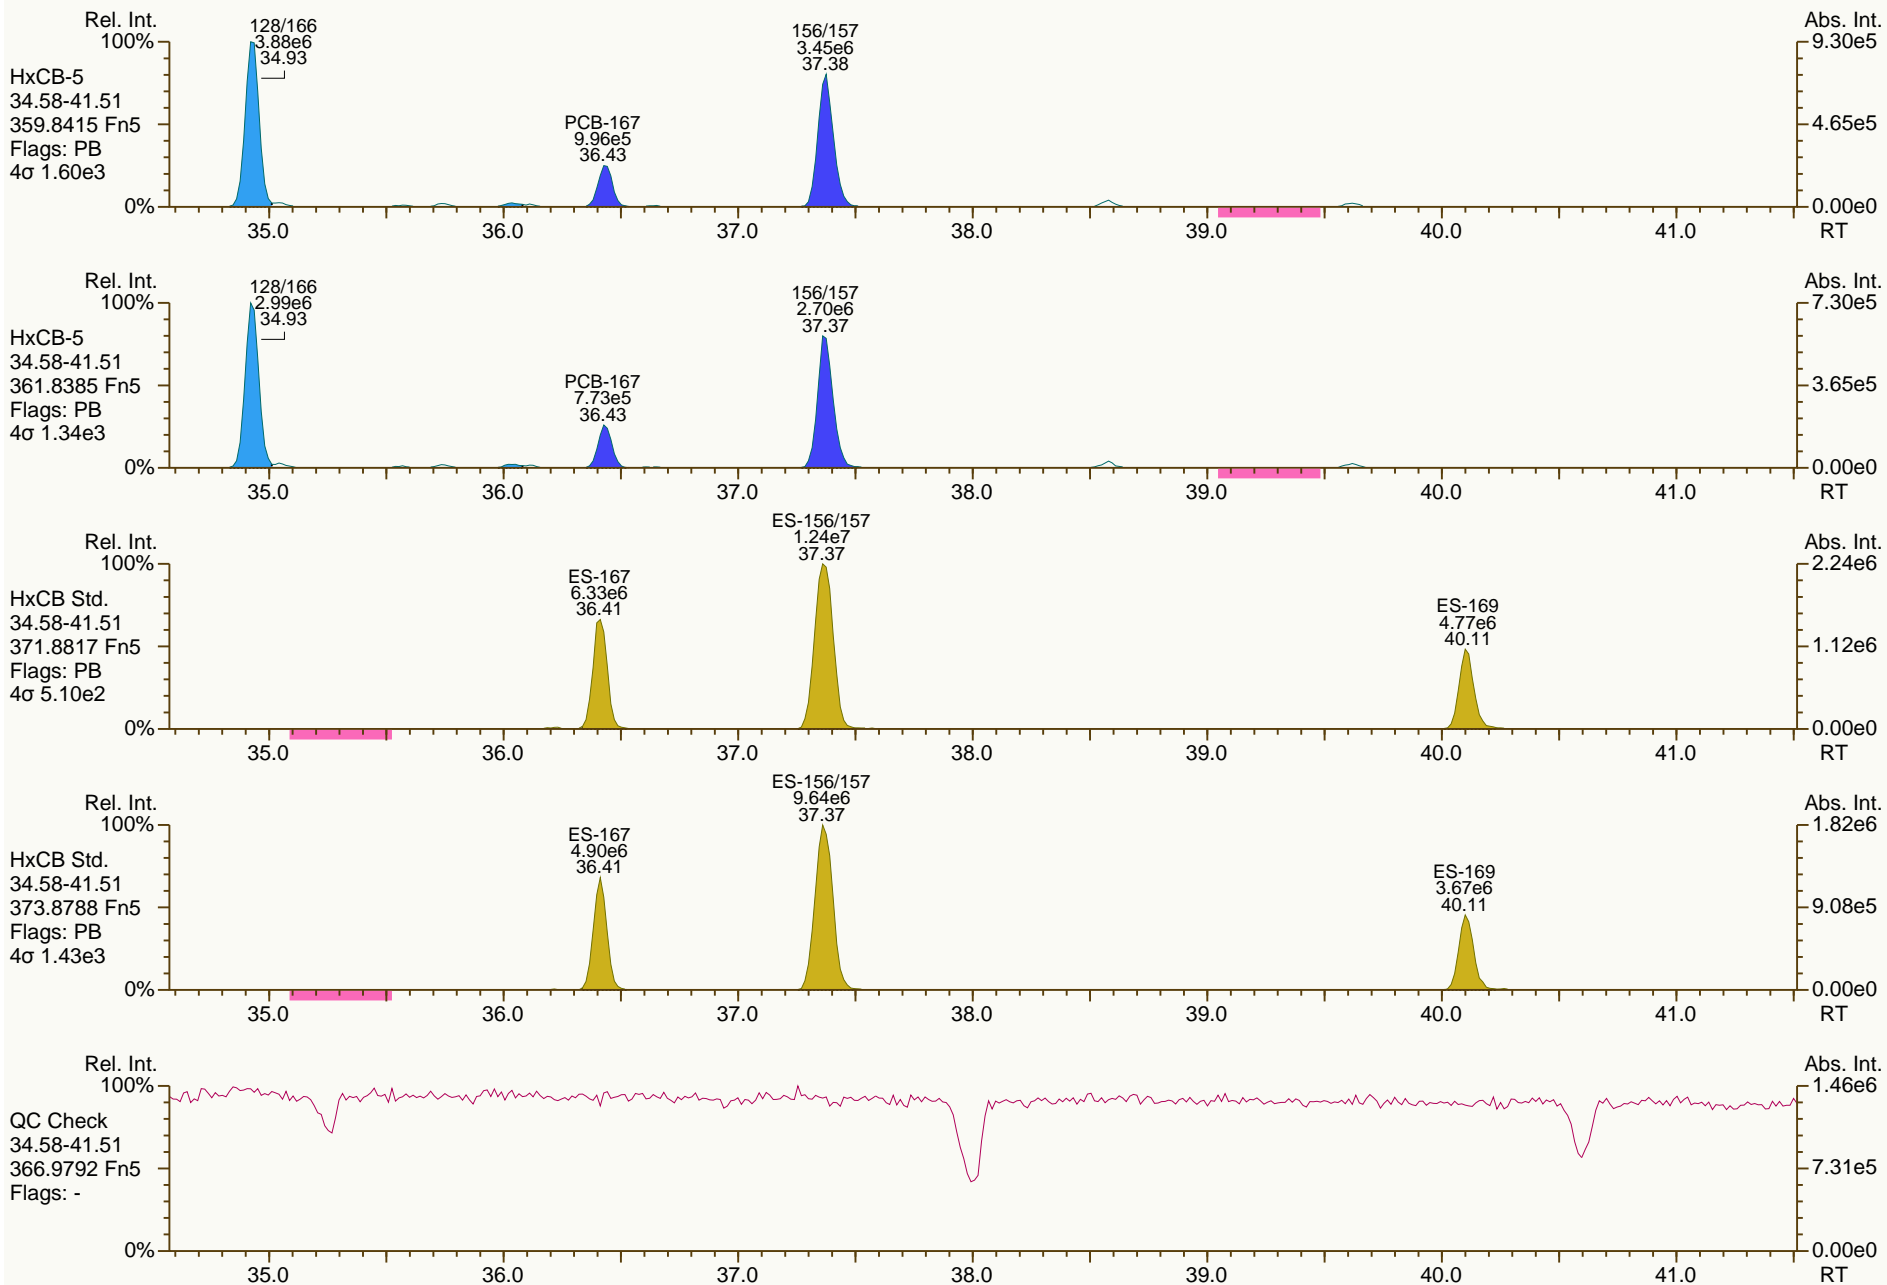 Rel. Int.
Abs. Int.
100%
9.30e5
128/166
3.88e6
34.93
156/157
3.45e6
37.38
HxCB-5
34.58-41.51
359.8415 Fn5
Flags: PB
4σ 1.60e3
PCB-167
9.96e5
36.43
4.65e5
0%
0.00e0
35.0 36.0 37.0 38.0 39.0 40.0 41.0 RT
Rel. Int.
Abs. Int.
100%
7.30e5
128/166
2.99e6
34.93
156/157
2.70e6
37.37
HxCB-5
34.58-41.51
361.8385 Fn5
Flags: PB
4σ 1.34e3
PCB-167
7.73e5
36.43
3.65e5
0%
0.00e0
35.0 36.0 37.0 38.0 39.0 40.0 41.0 RT
Rel. Int.
Abs. Int.
100%
2.24e6
ES-156/157
1.24e7
37.37
HxCB Std.
34.58-41.51
371.8817 Fn5
Flags: PB
4σ 5.10e2
ES-167
6.33e6
36.41
ES-169
4.77e6
40.11
1.12e6
0%
0.00e0
35.0 36.0 37.0 38.0 39.0 40.0 41.0 RT
Rel. Int.
Abs. Int.
100%
1.82e6
ES-156/157
9.64e6
37.37
HxCB Std.
34.58-41.51
373.8788 Fn5
Flags: PB
4σ 1.43e3
ES-167
4.90e6
36.41
ES-169
3.67e6
40.11
9.08e5
0%
0.00e0
35.0 36.0 37.0 38.0 39.0 40.0 41.0 RT
Rel. Int.
Abs. Int.
100%
1.46e6
QC Check
34.58-41.51
366.9792 Fn5
Flags: -
7.31e5
0%
0.00e0
35.0 36.0 37.0 38.0 39.0 40.0 41.0 RT